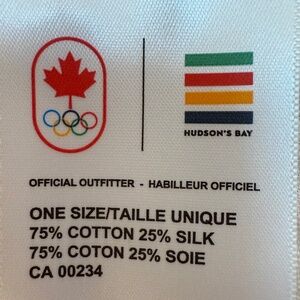 HUDSON'S BAY
OFFICIAL OUTFITTER - HABILLEUR OFFICIEL
ONE SIZE/TAILLE UNIQUE
75% COTTON 25% SILK
75% COTON 25% SOIE
CA 00234